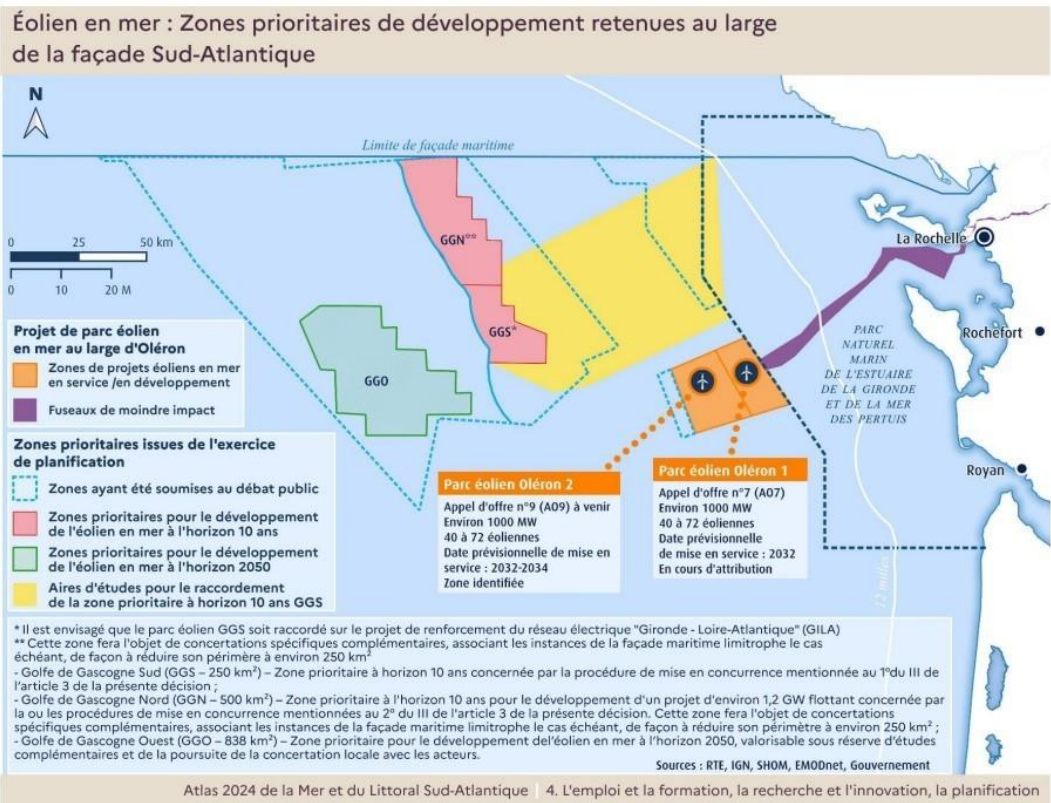 Éolien en mer : Zones prioritaires de développement retenues au large
de la façade Sud-Atlantique
N
Limite de façade maritime
0 25 50 km
0 10 20 M
GGN**
GGS*
GGO
La Rochelle
Rochefort
Royan
PARC
NATUREL
MARIN
DE L'ESTUAIRE
DE LA GIRONDE
ET DE LA MER
DES PERTUIS
12 milles
Projet de parc éolien
en mer au large d'Oléron
Zones de projets éoliens en mer
en service /en développement
Fuseaux de moindre impact
Zones prioritaires issues de l'exercice
de planification
Zones ayant été soumises au débat public
Zones prioritaires pour le développement
de l'éolien en mer à l'horizon 10 ans
Zones prioritaires pour le développement
de l'éolien en mer à l'horizon 2050
Aires d'études pour le raccordement
de la zone prioritaire à horizon 10 ans GGS
Parc éolien Oléron 2
Appel d'offre n°9 (AO9) à venir
Environ 1000 MW
40 à 72 éoliennes
Date prévisionnelle de mise en
service : 2032-2034
Zone identifiée
Parc éolien Oléron 1
Appel d'offre n°7 (AO7)
Environ 1000 MW
40 à 72 éoliennes
Date prévisionnelle
de mise en service : 2032
En cours d'attribution
* Il est envisagé que le parc éolien GGS soit raccordé sur le projet de renforcement du réseau électrique "Gironde - Loire-Atlantique" (GILA)
** Cette zone fera l'objet de concertations spécifiques complémentaires, associant les instances de la façade maritime limitrophe le cas
échéant, de façon à réduire son périmère à environ 250 km²
- Golfe de Gascogne Sud (GGS – 250 km²) – Zone prioritaire à horizon 10 ans concernée par la procédure de mise en concurrence mentionnée au 1°du III de
l'article 3 de la présente décision ;
- Golfe de Gascogne Nord (GGN – 500 km²) – Zone prioritaire à l'horizon 10 ans pour le développement d'un projet d'environ 1,2 GW flottant concernée par
la ou les procédures de mise en concurrence mentionnées au 2° du III de l'article 3 de la présente décision. Cette zone fera l'objet de concertations
spécifiques complémentaires, associant les instances de la façade maritime limitrophe le cas échéant, de façon à réduire son périmètre à environ 250 km² ;
- Golfe de Gascogne Ouest (GGO – 838 km²) – Zone prioritaire pour le développement del'éolien en mer à l'horizon 2050, valorisable sous réserve d'études
complémentaires et de la poursuite de la concertation locale avec les acteurs.
Sources : RTE, IGN, SHOM, EMODnet, Gouvernement
Atlas 2024 de la Mer et du Littoral Sud-Atlantique | 4. L'emploi et la formation, la recherche et l'innovation, la planification